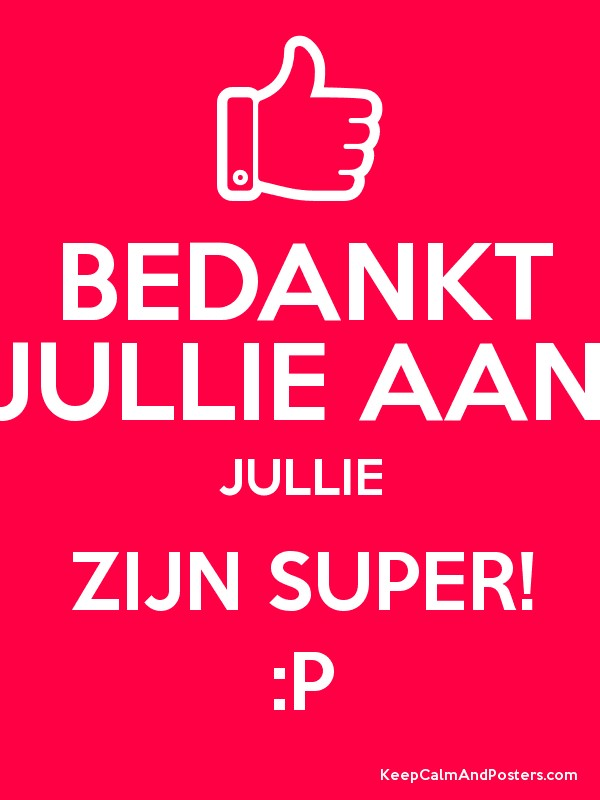 BEDANKT
JULLIE AAN
JULLIE
ZIJN SUPER!
:P
KeepCalmAndPosters.com